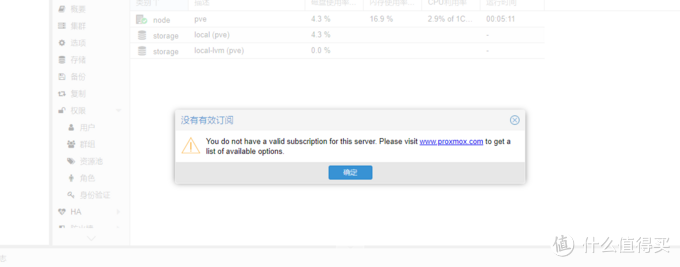 概要
集群
选项
存储
备份
复制
权限
用户
群组
资源池
角色
身份验证
HA
类别 ↑
描述
磁盘使用率...
内存使用率...
CPU利用率
运行时间
node
pve
4.3 %
16.9 %
2.9% of 1C...
00:05:11
storage
local (pve)
4.3 %
-
storage
local-lvm (pve)
0.0 %
-
没有有效订阅
You do not have a valid subscription for this server. Please visit www.proxmox.com to get a
list of available options.
确定
值 什么值得买